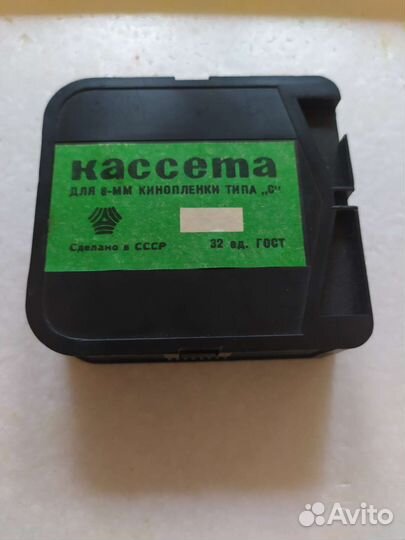 кассета
ДЛЯ 8-ММ КИНОПЛЕНКИ ТИПА „С“
Сделано в СССР
32 ед. ГОСТ
Avito